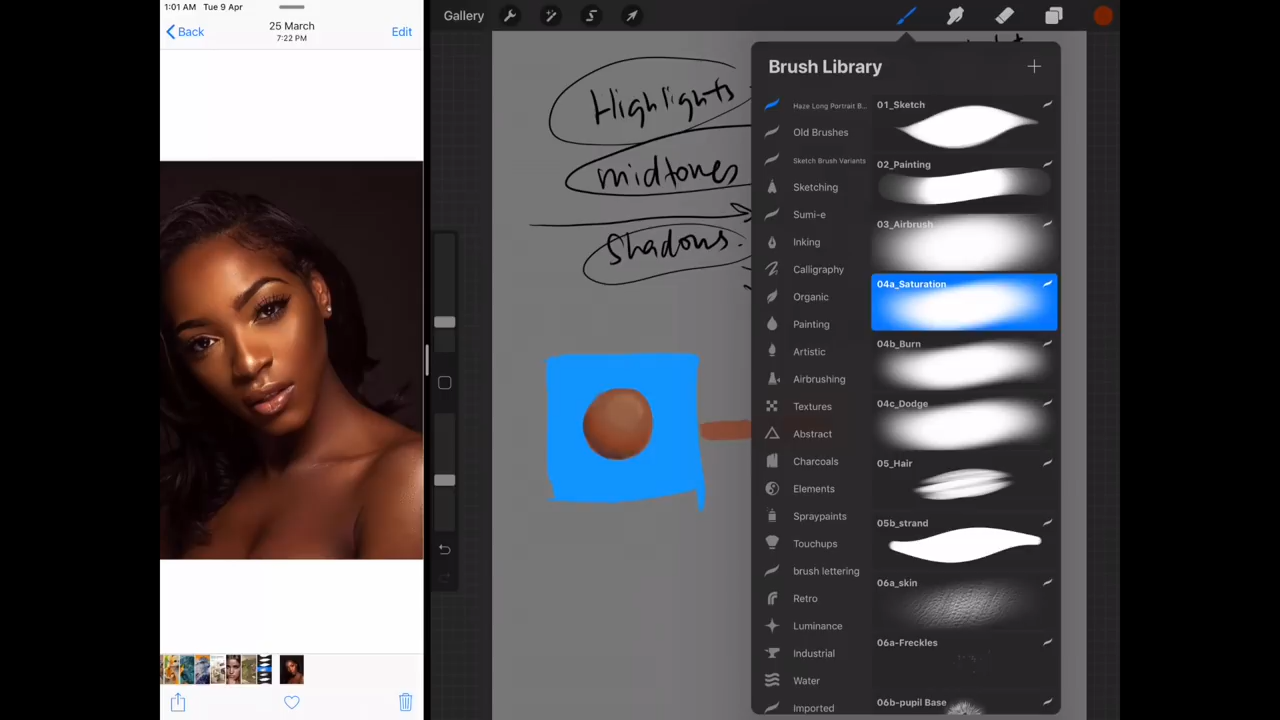 1:01 AM Tue 9 Apr
25 March
7:22 PM
Back
Edit
Gallery
Highlights
midtones
Shadows.
Brush Library
Haze Long Portrait B...
Old Brushes
Sketch Brush Variants
Sketching
Sumi-e
Inking
Calligraphy
Organic
Painting
Artistic
Airbrushing
Textures
Abstract
Charcoals
Elements
Spraypaints
Touchups
brush lettering
Retro
Luminance
Industrial
Water
Imported
01_Sketch
02_Painting
03_Airbrush
04a_Saturation
04b_Burn
04c_Dodge
05_Hair
05b_strand
06a_skin
06a-Freckles
06b-pupil Base